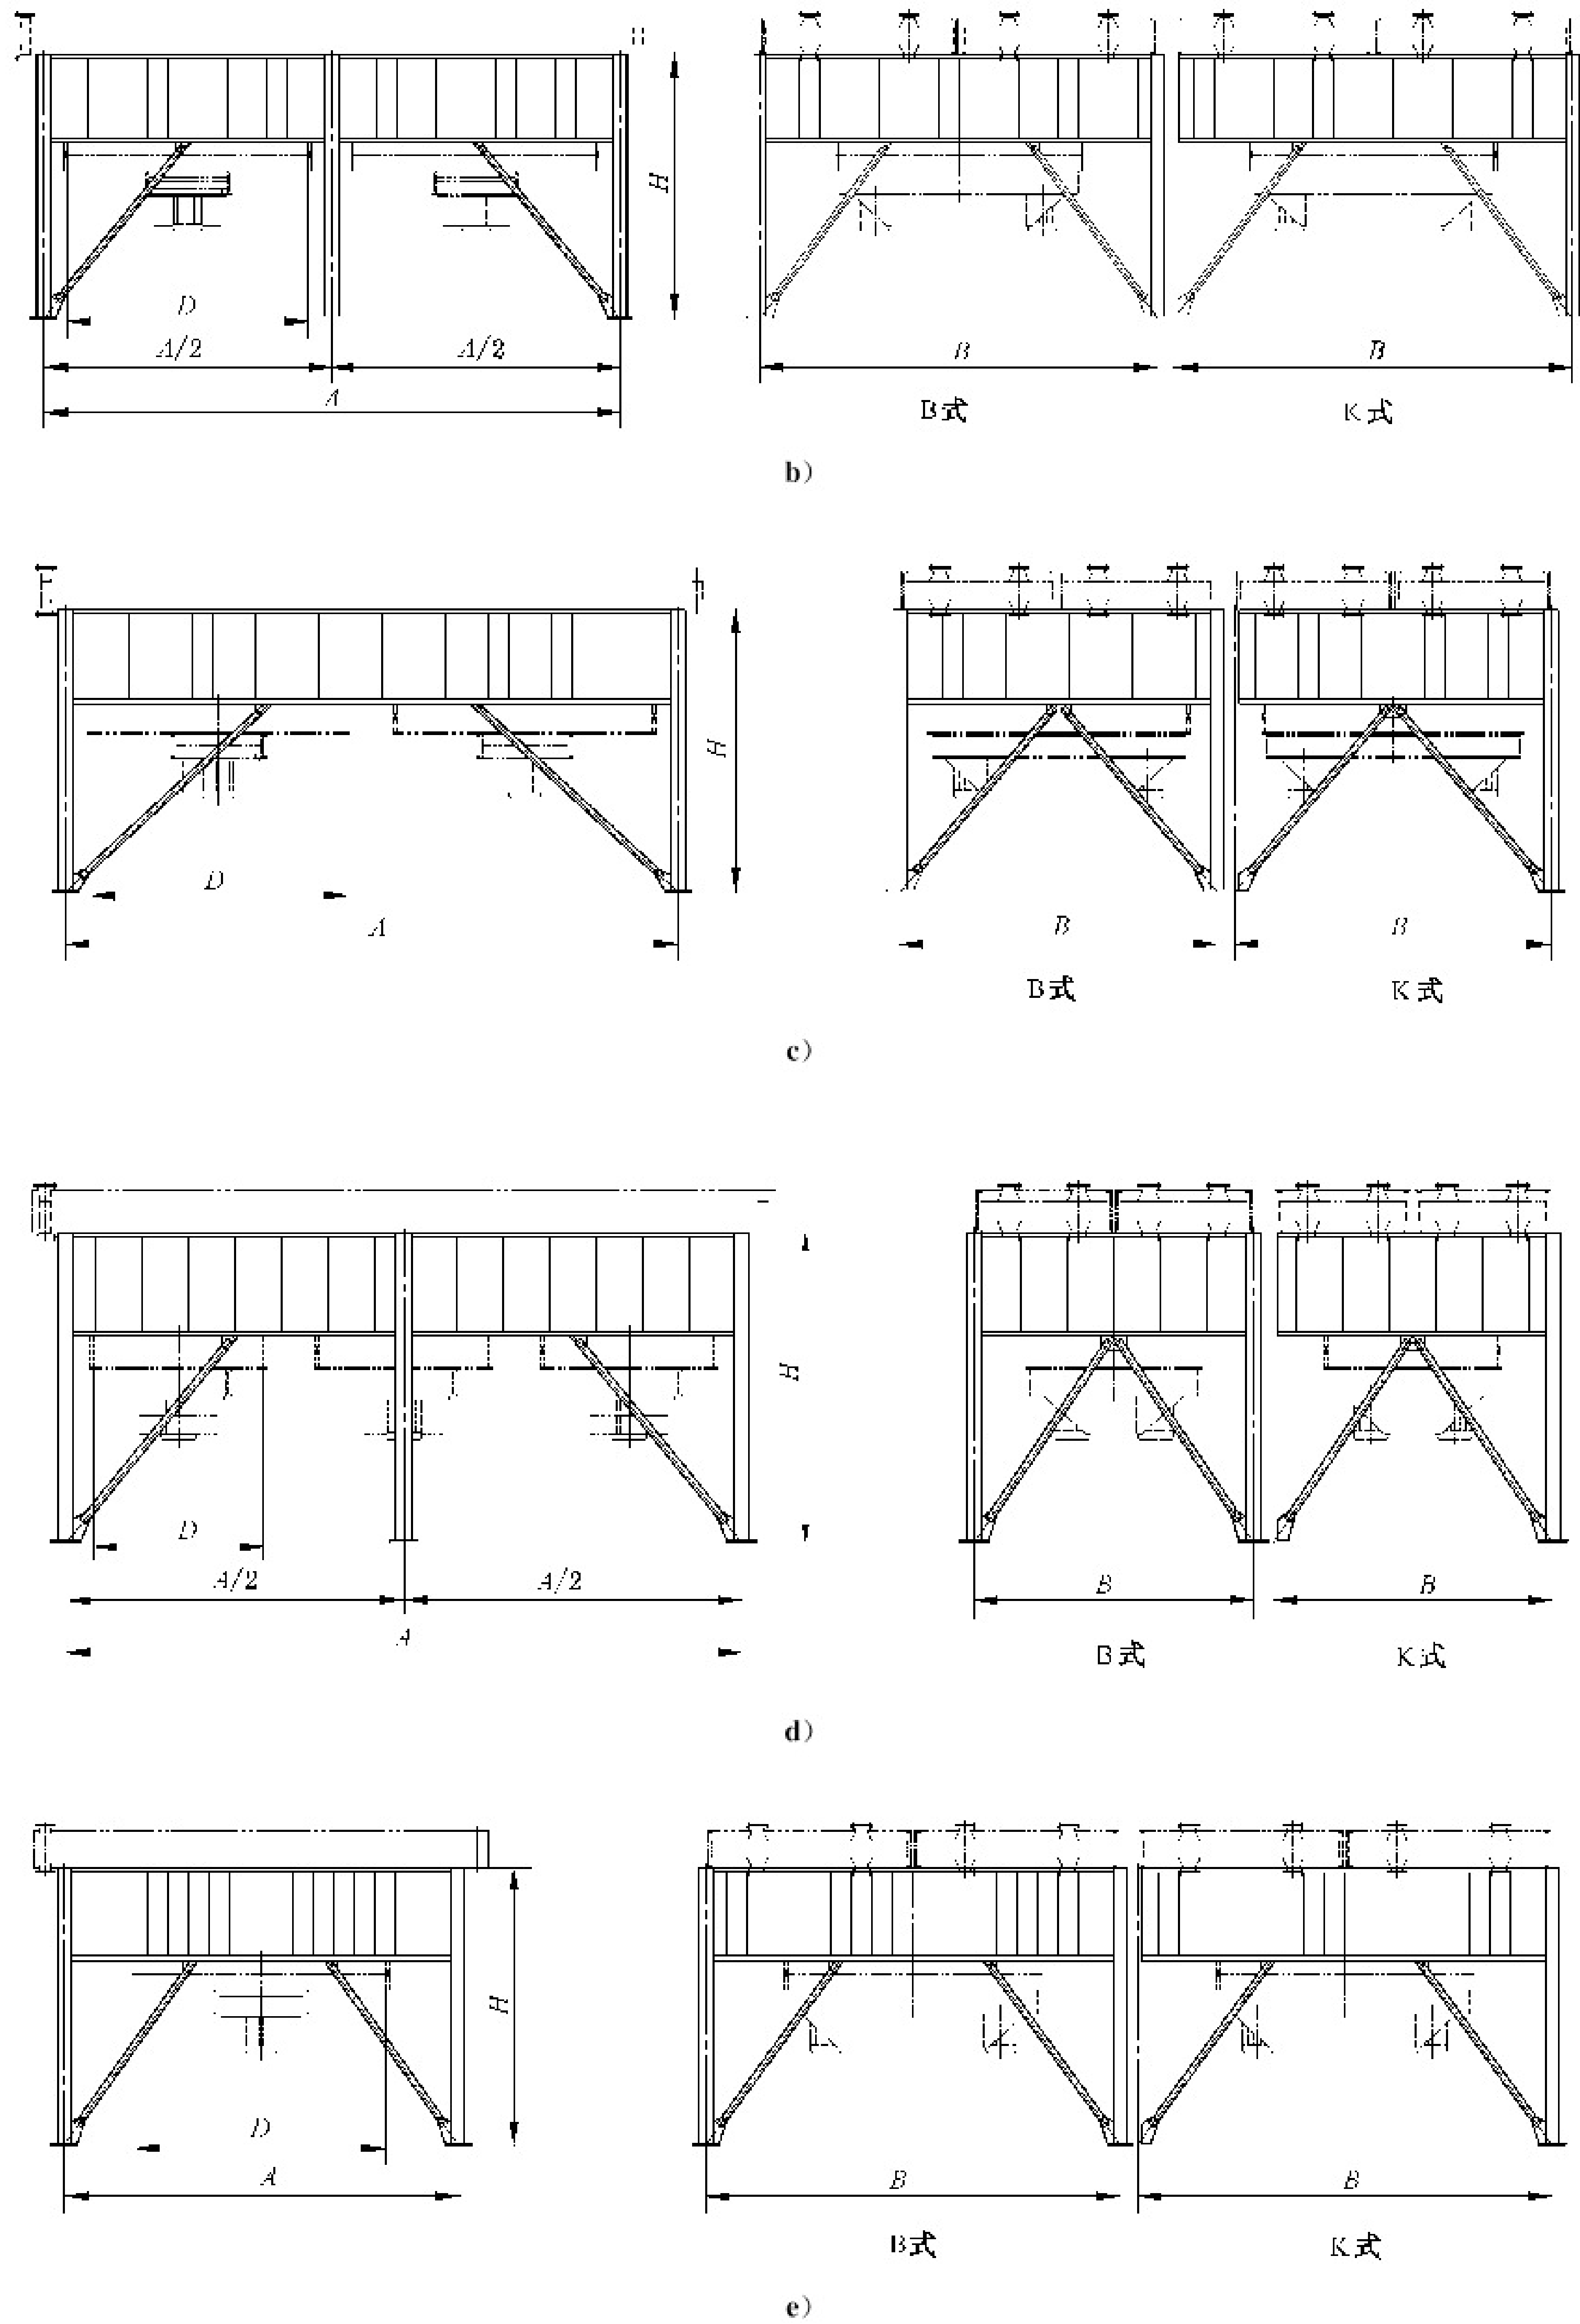 H
D
A/2 A/2 B B
A
B式 K式
b）
H
D
A B B
B式 K式
c）
H
D
A/2 A/2 B B
A
B式 K式
d）
H
D
A B B
B式 K式
e）